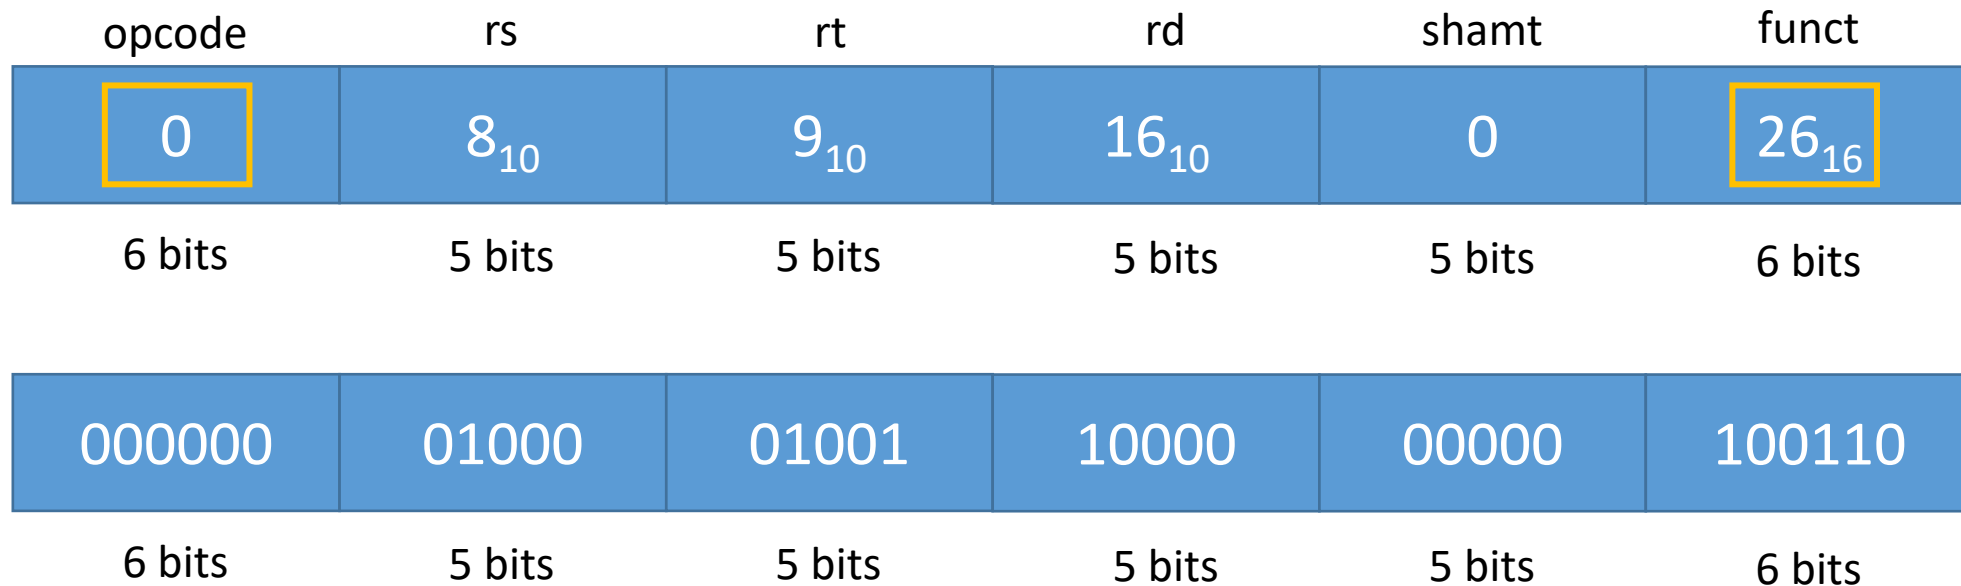 opcode rs rt rd shamt funct
0 8₁₀ 9₁₀ 16₁₀ 0 26₁₆
6 bits 5 bits 5 bits 5 bits 5 bits 6 bits
000000 01000 01001 10000 00000 100110
6 bits 5 bits 5 bits 5 bits 5 bits 6 bits